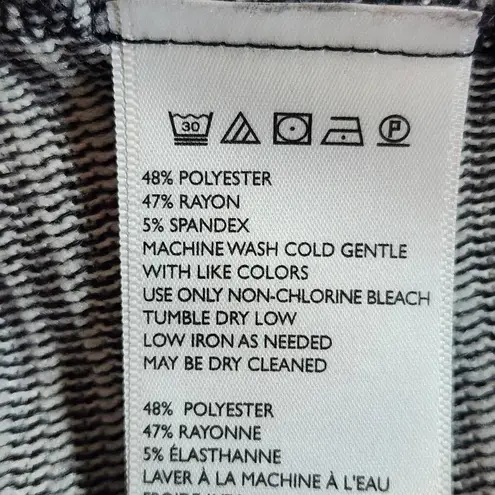 30 P
48% POLYESTER
47% RAYON
5% SPANDEX
MACHINE WASH COLD GENTLE
WITH LIKE COLORS
USE ONLY NON-CHLORINE BLEACH
TUMBLE DRY LOW
LOW IRON AS NEEDED
MAY BE DRY CLEANED
48% POLYESTER
47% RAYONNE
5% ÉLASTHANNE
LAVER À LA MACHINE À L'EAU